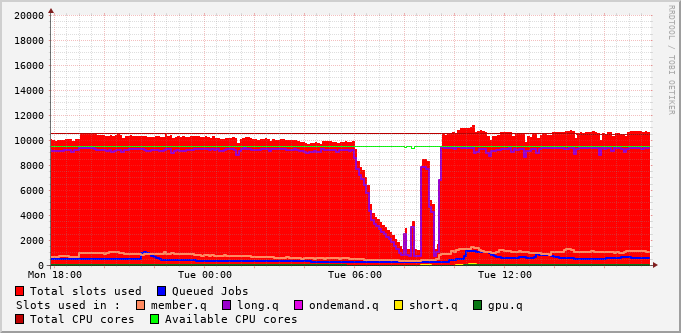 20000
18000
16000
14000
12000
10000
8000
6000
4000
2000
0
Mon 18:00 Tue 00:00 Tue 06:00 Tue 12:00
Total slots used Queued Jobs
Slots used in : member.q long.q ondemand.q short.q gpu.q
Total CPU cores Available CPU cores
RRDTOOL / TOBI OETIKER